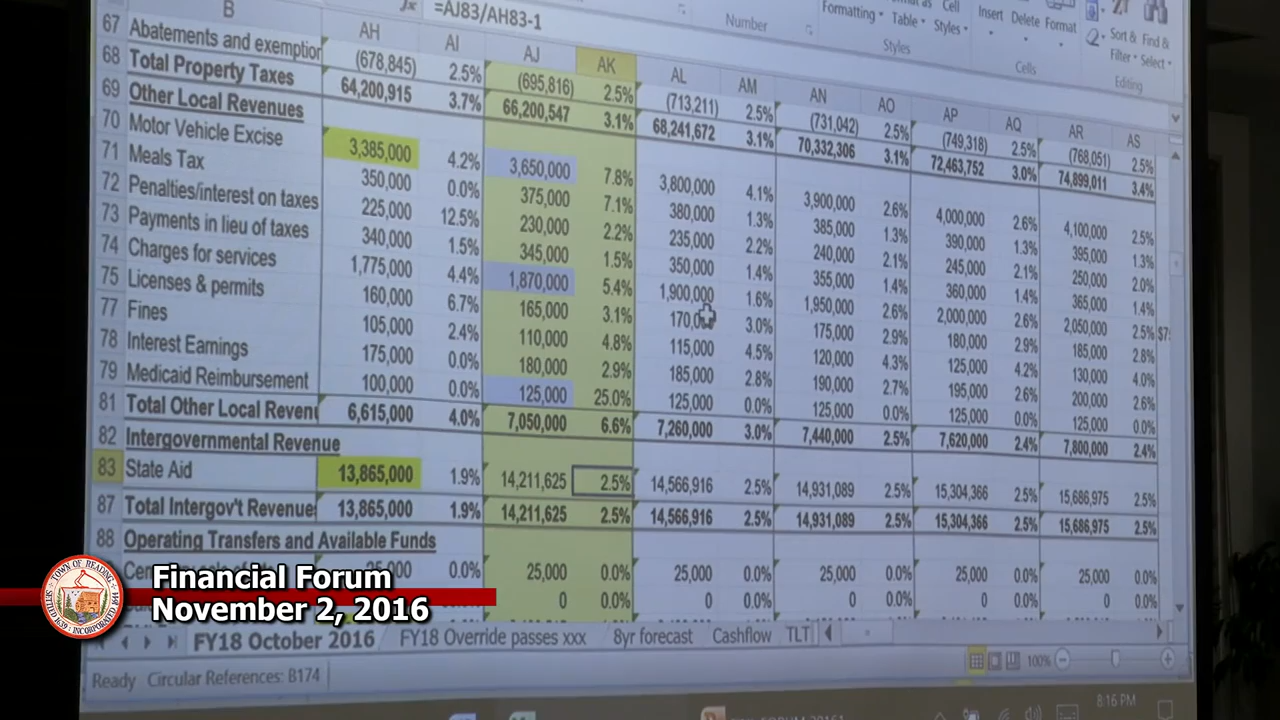 fx =AJ83/AH83-1
Number Formatting Table Styles Styles Cell Insert Delete Format Cells Sort & Filter Find & Select Editing
B AH AI AJ AK AL AM AN AO AP AQ AR AS
67 Abatements and exemption (678,845) 2.5% (695,816) 2.5% (713,211) 2.5% (731,042) 2.5% (749,318) 2.5% (768,051) 2.5%
68 Total Property Taxes 64,200,915 3.7% 66,200,547 3.1% 68,241,672 3.1% 70,332,306 3.1% 72,463,752 3.0% 74,899,011 3.4%
69 Other Local Revenues
70 Motor Vehicle Excise 3,385,000 4.2% 3,650,000 7.8% 3,800,000 4.1% 3,900,000 2.6% 4,000,000 2.6% 4,100,000 2.5%
71 Meals Tax 350,000 0.0% 375,000 7.1% 380,000 1.3% 385,000 1.3% 390,000 1.3% 395,000 1.3%
72 Penalties/interest on taxes 225,000 12.5% 230,000 2.2% 235,000 2.2% 240,000 2.1% 245,000 2.1% 250,000 2.0%
73 Payments in lieu of taxes 340,000 1.5% 345,000 1.5% 350,000 1.4% 355,000 1.4% 360,000 1.4% 365,000 1.4%
74 Charges for services 1,775,000 4.4% 1,870,000 5.4% 1,900,000 1.6% 1,950,000 2.6% 2,000,000 2.6% 2,050,000 2.5%
75 Licenses & permits 160,000 6.7% 165,000 3.1% 3.0% 175,000 2.9% 180,000 2.9% 185,000 2.8%
77 Fines 105,000 2.4% 110,000 4.8% 115,000 4.5% 120,000 4.3% 125,000 4.2% 130,000 4.0%
78 Interest Earnings 175,000 0.0% 180,000 2.9% 185,000 2.8% 190,000 2.7% 195,000 2.6% 200,000 2.6%
79 Medicaid Reimbursement 100,000 0.0% 125,000 25.0% 125,000 0.0% 125,000 0.0% 125,000 0.0% 125,000 0.0%
81 Total Other Local Revenu 6,615,000 4.0% 7,050,000 6.6% 7,260,000 3.0% 7,440,000 2.5% 7,620,000 2.4% 7,800,000 2.4%
82 Intergovernmental Revenue
83 State Aid 13,865,000 1.9% 14,211,625 2.5% 14,566,916 2.5% 14,931,089 2.5% 15,304,366 2.5% 15,686,975 2.5%
87 Total Intergov't Revenue 13,865,000 1.9% 14,211,625 2.5% 14,566,916 2.5% 14,931,089 2.5% 15,304,366 2.5% 15,686,975 2.5%
88 Operating Transfers and Available Funds
0.0% 25,000 0.0% 25,000 0.0% 25,000 0.0% 25,000 0.0% 25,000 0.0%
0 0.0% 0 0.0% 0 0.0% 0 0.0% 0 0.0%
TOWN OF READING
Financial Forum
November 2, 2016
FY18 October 2016 FY18 Override passes xxx 8yr forecast Cashflow TLT
Ready Circular References: B174 100%
8:16 PM